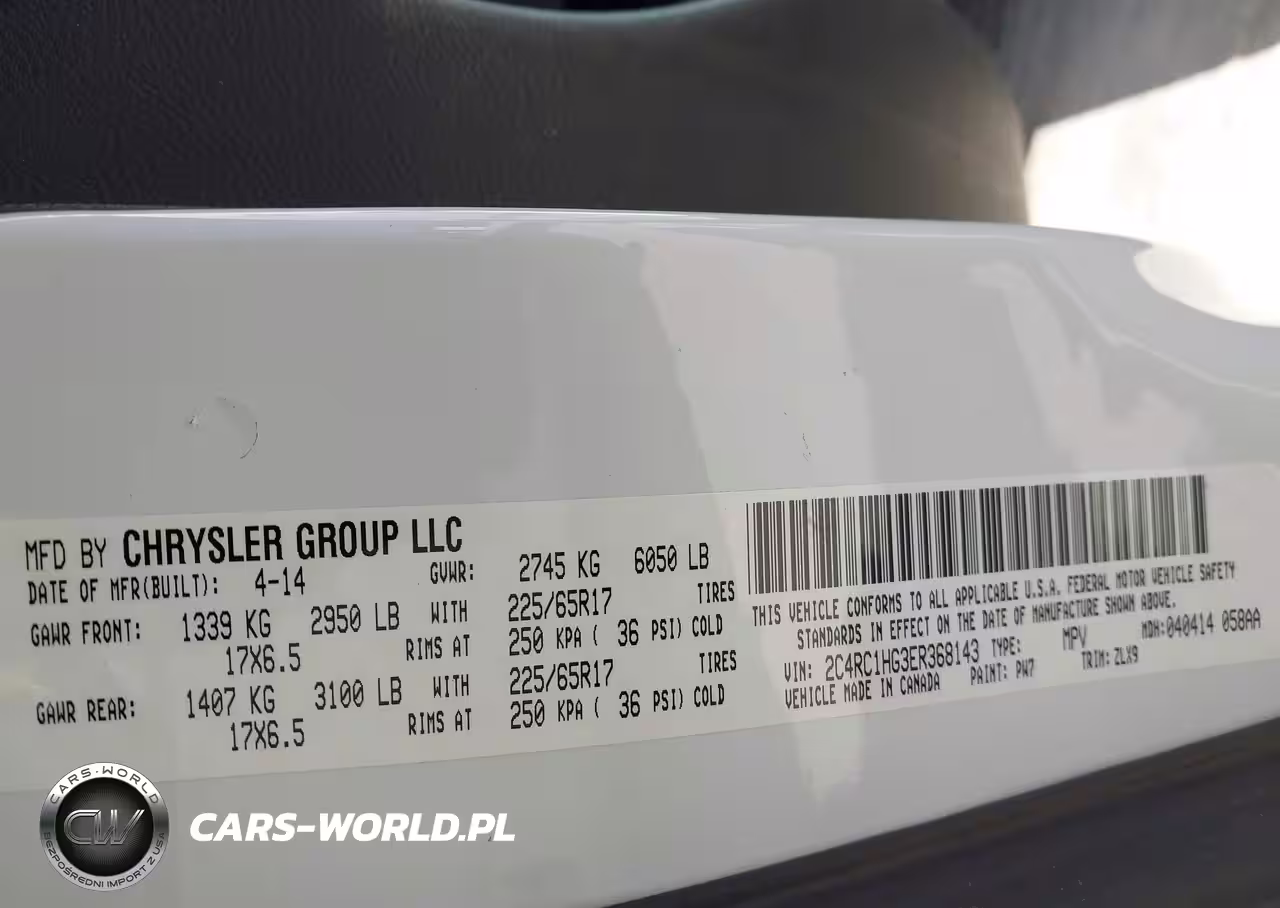 MFD BY CHRYSLER GROUP LLC
DATE OF MFR(BUILT): 4-14 GVWR: 2745 KG 6050 LB
GAWR FRONT: 1339 KG 2950 LB WITH 225/65R17 TIRES
17X6.5 RIMS AT 250 KPA ( 36 PSI) COLD
GAWR REAR: 1407 KG 3100 LB WITH 225/65R17 TIRES
17X6.5 RIMS AT 250 KPA ( 36 PSI) COLD
THIS VEHICLE CONFORMS TO ALL APPLICABLE U.S.A. FEDERAL MOTOR VEHICLE SAFETY
STANDARDS IN EFFECT ON THE DATE OF MANUFACTURE SHOWN ABOVE.
MDH:040414 058AA
VIN: 2C4RC1HG3ER368143 TYPE: MPV
VEHICLE MADE IN CANADA PAINT: PW7 TRIM: ZLX9
CARS-WORLD
CW
BEZPOŚREDNI IMPORT Z USA
CARS-WORLD.PL